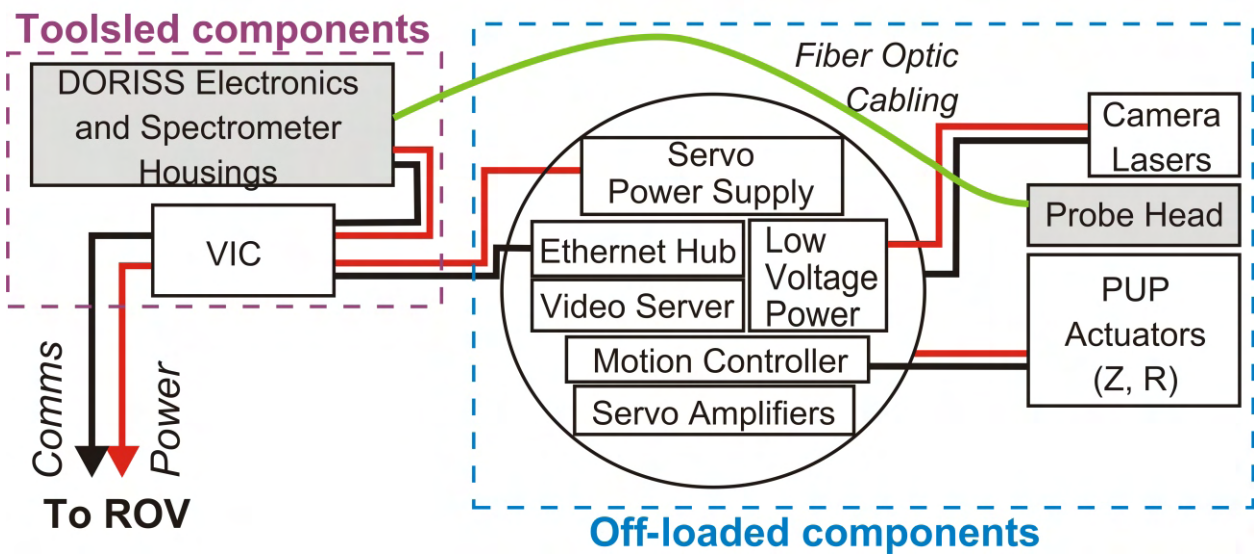 Toolsled components
DORISS Electronics
and Spectrometer
Housings
VIC
Comms
Power
To ROV
Fiber Optic
Cabling
Servo
Power Supply
Ethernet Hub
Video Server
Low
Voltage
Power
Motion Controller
Servo Amplifiers
Camera
Lasers
Probe Head
PUP
Actuators
(Z, R)
Off-loaded components